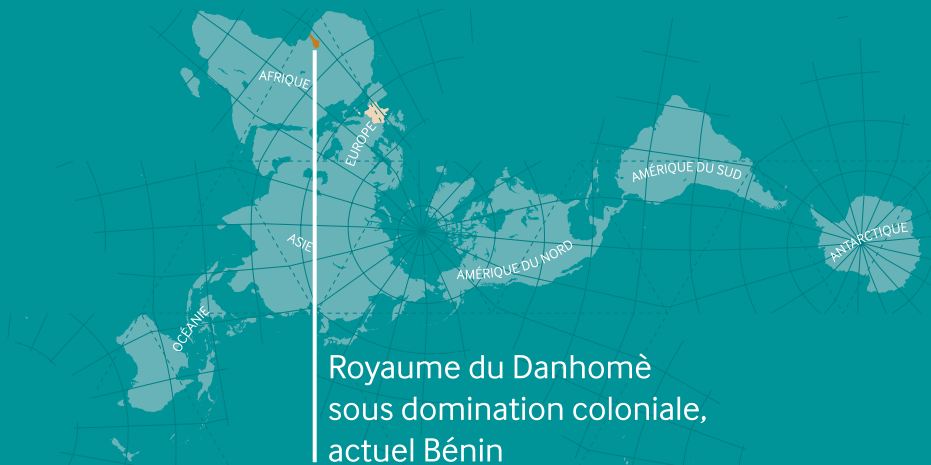 AFRIQUE
EUROPE
AMÉRIQUE DU SUD
ASIE
AMÉRIQUE DU NORD
ANTARCTIQUE
OCÉANIE
Royaume du Danhomè
sous domination coloniale,
actuel Bénin